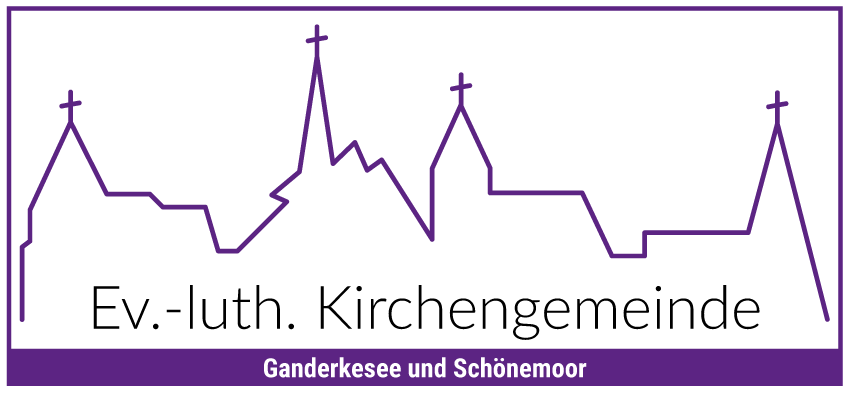 Ev.-luth. Kirchengemeinde
Ganderkesee und Schönemoor